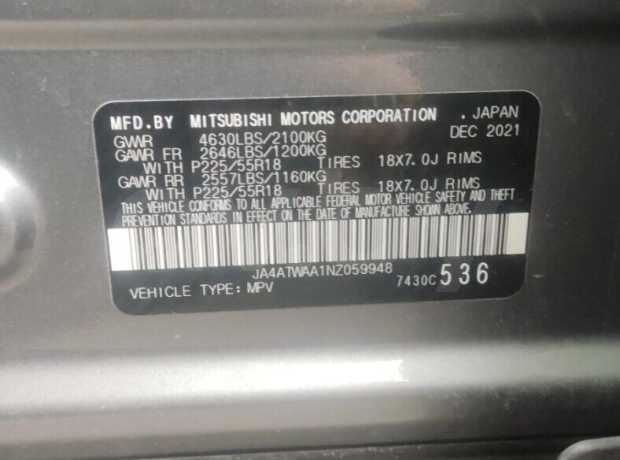 MFD.BY MITSUBISHI MOTORS CORPORATION . JAPAN
GVWR 4630LBS/2100KG DEC 2021
GAWR FR 2646LBS/1200KG
WITH P225/55R18 TIRES 18X7.0J RIMS
GAWR RR 2557LBS/1160KG
WITH P225/55R18 TIRES 18X7.0J RIMS
THIS VEHICLE CONFORMS TO ALL APPLICABLE FEDERAL MOTOR VEHICLE SAFETY AND THEFT
PREVENTION STANDARDS IN EFFECT ON THE DATE OF MANUFACTURE SHOWN ABOVE.
JA4ATWAA1NZ059948
VEHICLE TYPE: MPV 7430C 536